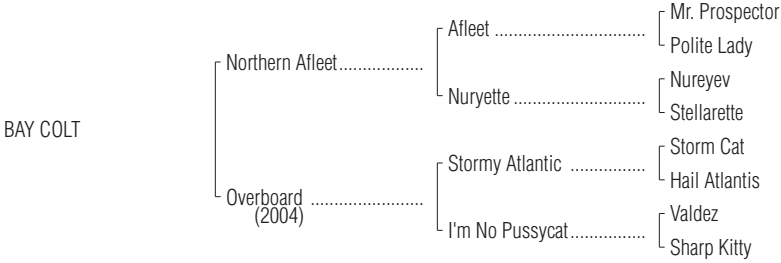 Mr. Prospector
Afleet ................................
Polite Lady
Northern Afleet..................
Nureyev
Nuryette ............................
Stellarette
BAY COLT
Storm Cat
Stormy Atlantic ................
Hail Atlantis
Overboard ........................
(2004)
Valdez
I'm No Pussycat................
Sharp Kitty